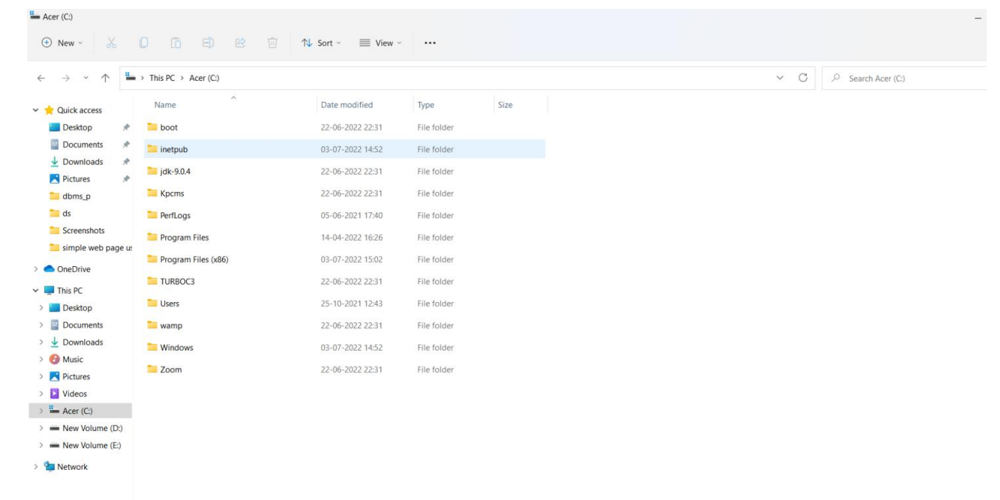 Acer (C:)
New
Sort
View
This PC > Acer (C:)
Search Acer (C:)
Quick access
Desktop
Documents
Downloads
Pictures
dbms_p
ds
Screenshots
simple web page us
OneDrive
This PC
Desktop
Documents
Downloads
Music
Pictures
Videos
Acer (C:)
New Volume (D:)
New Volume (E:)
Network
Name Date modified Type Size
boot 22-06-2022 22:31 File folder
inetpub 03-07-2022 14:52 File folder
jdk-9.0.4 22-06-2022 22:31 File folder
Kpcms 22-06-2022 22:31 File folder
PerfLogs 05-06-2021 17:40 File folder
Program Files 14-04-2022 16:26 File folder
Program Files (x86) 03-07-2022 15:02 File folder
TURBOC3 22-06-2022 22:31 File folder
Users 25-10-2021 12:43 File folder
wamp 22-06-2022 22:31 File folder
Windows 03-07-2022 14:52 File folder
Zoom 22-06-2022 22:31 File folder